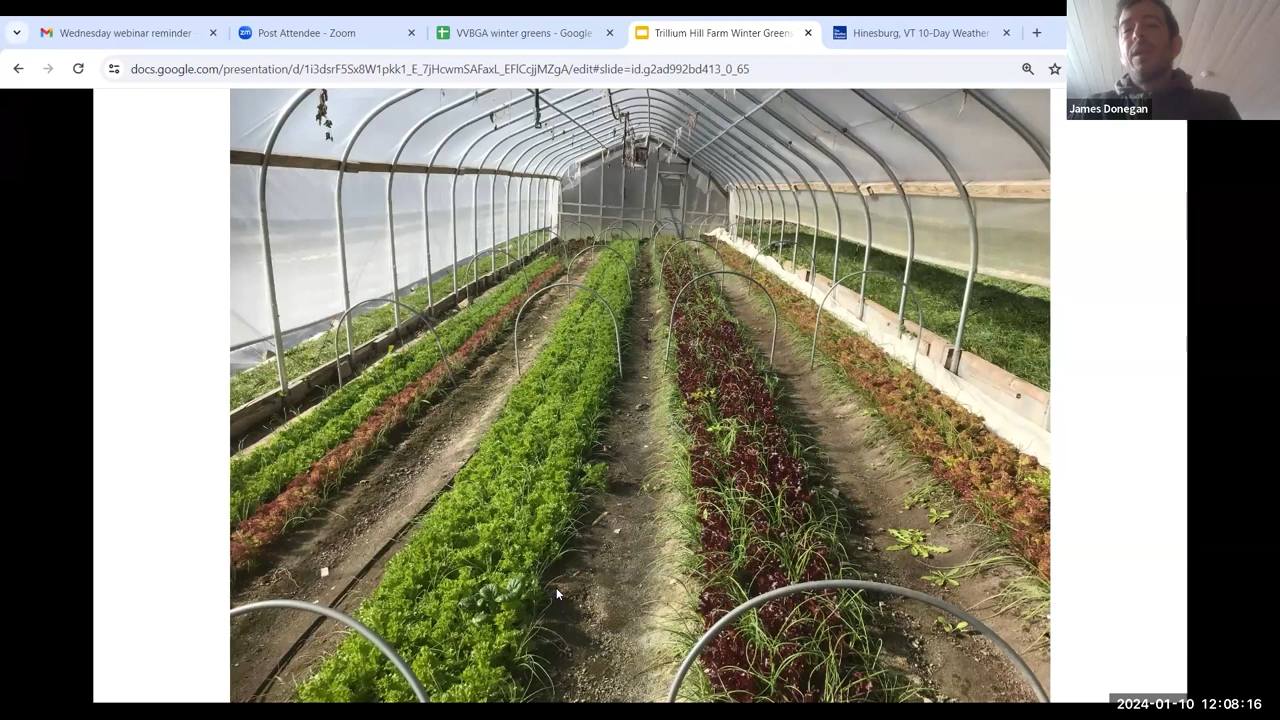 Wednesday webinar reminder
Post Attendee - Zoom
VVBGA winter greens - Google
Trillium Hill Farm Winter Greens
Hinesburg, VT 10-Day Weather
docs.google.com/presentation/d/1i3dsrF5Sx8W1pkk1_E_7jHcwmSAFaxL_EFlCcjjMZgA/edit#slide=id.g2ad992bd413_0_65
James Donegan
2024-01-10 12:08:16